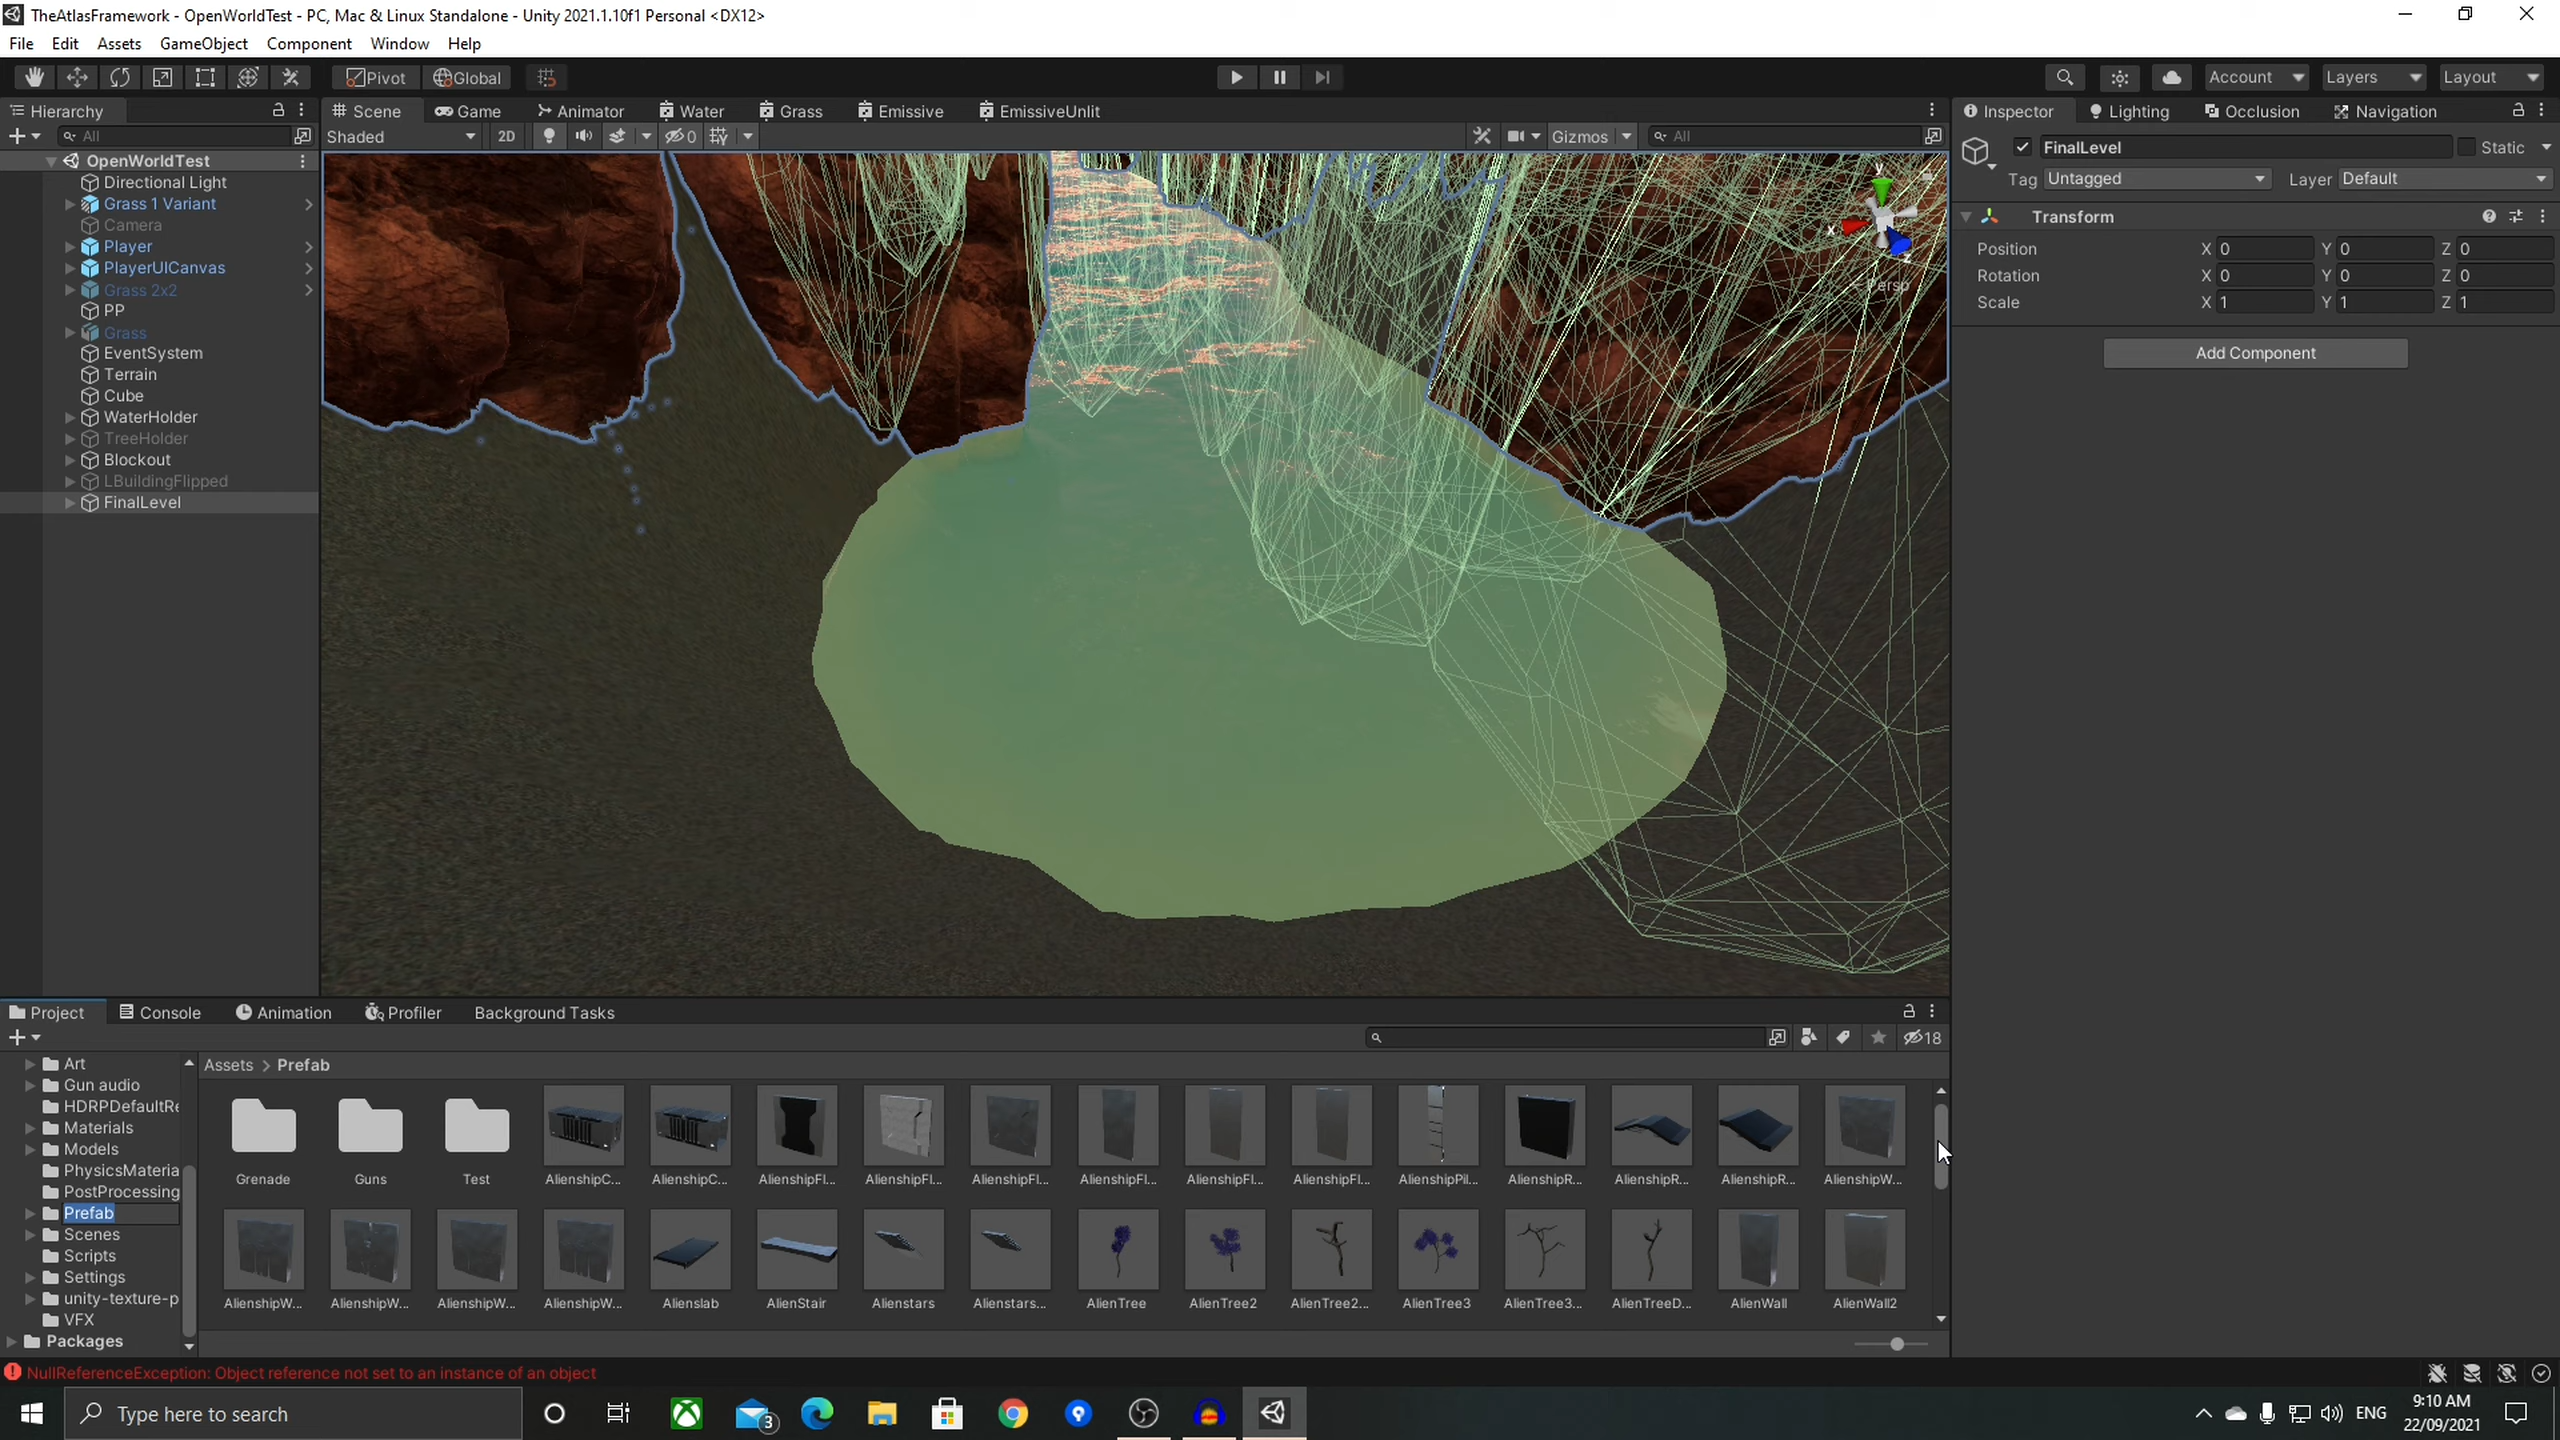 TheAtlasFramework - OpenWorldTest - PC, Mac & Linux Standalone - Unity 2021.1.10f1 Personal <DX12>
File Edit Assets GameObject Component Window Help
Pivot Global Account Layers Layout
Hierarchy
All
OpenWorldTest
Directional Light
Grass 1 Variant
Camera
Player
PlayerUICanvas
Grass 2x2
PP
Grass
EventSystem
Terrain
Cube
WaterHolder
TreeHolder
Blockout
LBuildingFlipped
FinalLevel
Scene Game Animator Water Grass Emissive EmissiveUnlit
Shaded 2D 0 Gizmos All
y
x
z
Persp
Inspector Lighting Occlusion Navigation
FinalLevel Static
Tag Untagged Layer Default
Transform
Position X 0 Y 0 Z 0
Rotation X 0 Y 0 Z 0
Scale X 1 Y 1 Z 1
Add Component
Project Console Animation Profiler Background Tasks
18
Art
Gun audio
HDRPDefaultRe
Materials
Models
PhysicsMateria
PostProcessing
Prefab
Scenes
Scripts
Settings
unity-texture-p
VFX
Packages
Assets > Prefab
Grenade Guns Test AlienshipC... AlienshipC... AlienshipFl... AlienshipFl... AlienshipFl... AlienshipFl... AlienshipFl... AlienshipFl... AlienshipPil... AlienshipR... AlienshipR... AlienshipR... AlienshipW...
AlienshipW... AlienshipW... AlienshipW... AlienshipW... Alienslab AlienStair Alienstars Alienstars... AlienTree AlienTree2 AlienTree2... AlienTree3 AlienTree3... AlienTreeD... AlienWall AlienWall2
NullReferenceException: Object reference not set to an instance of an object
Type here to search
3
ENG
9:10 AM
22/09/2021